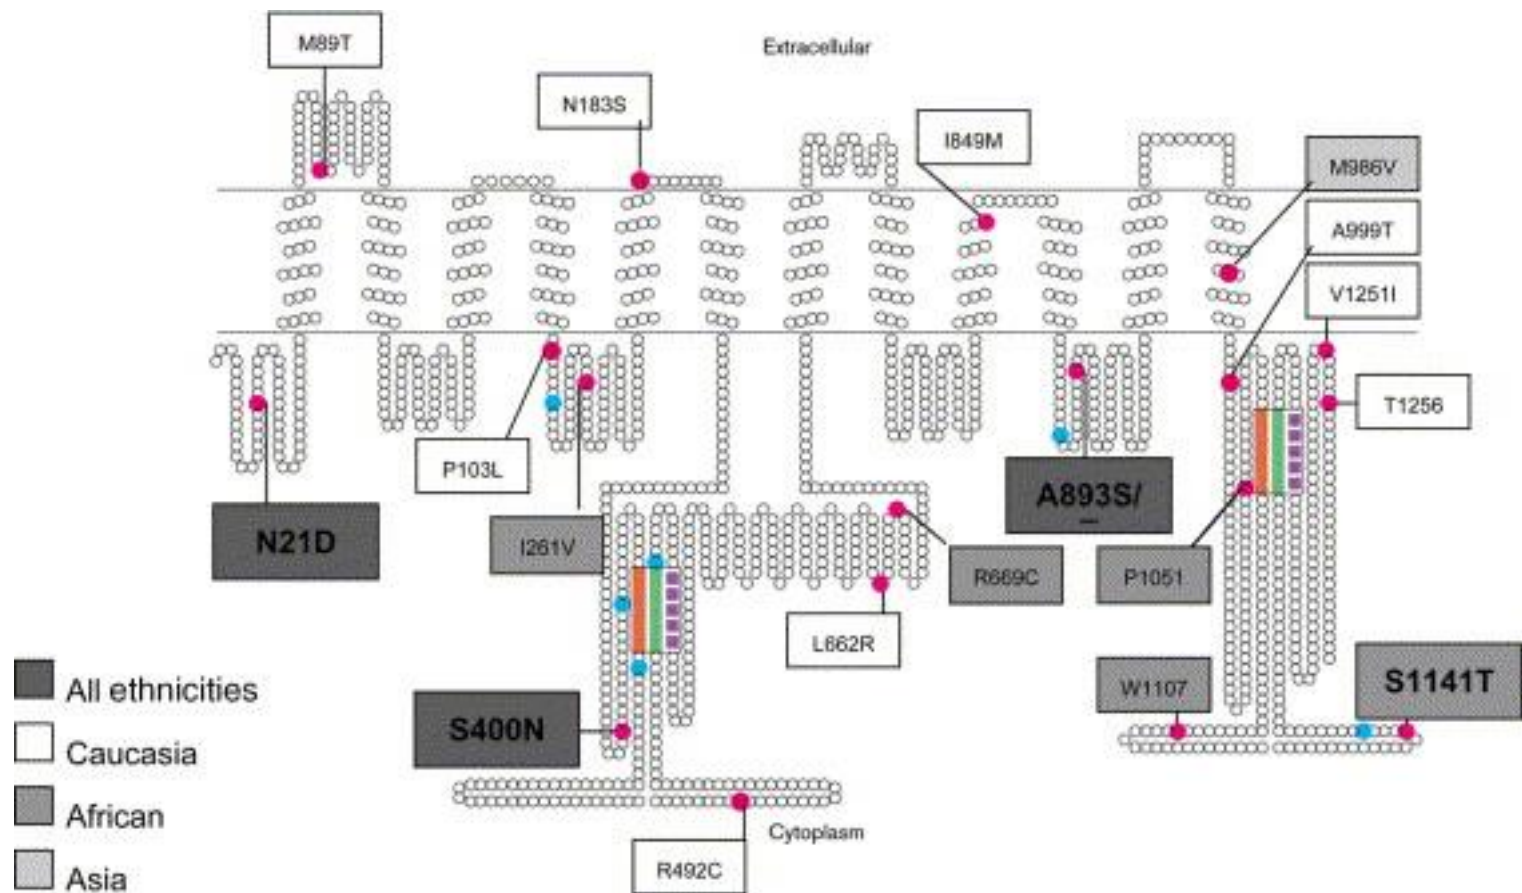 M89T
Extracellular
N183S
I849M
M986V
A999T
V1251I
T1256
P103L
N21D
I261V
A893S/
R669C
P1051
L662R
W1107
S1141T
S400N
R492C
Cytoplasm
All ethnicities
Caucasia
African
Asia